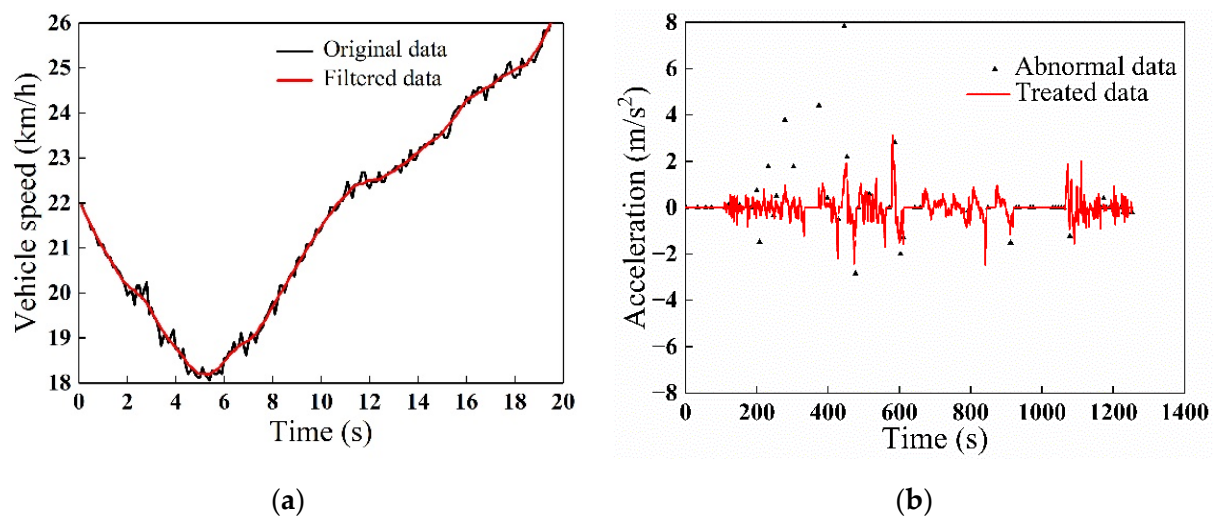 26
25
24
23
22
21
20
19
18
Vehicle speed (km/h)
Original data
Filtered data
0 2 4 6 8 10 12 14 16 18 20
Time (s)
(a)
8
6
4
2
0
−2
−4
−6
−8
Acceleration (m/s²)
Abnormal data
Treated data
0 200 400 600 800 1000 1200 1400
Time (s)
(b)